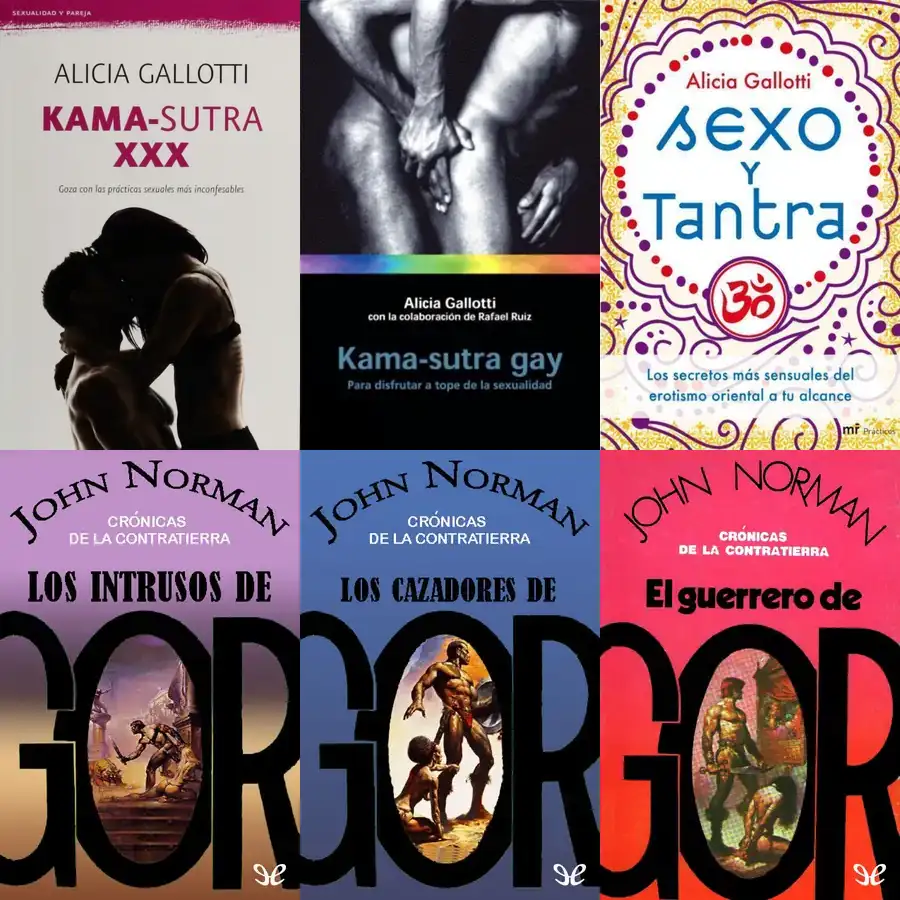 SEXUALIDAD Y PAREJA
ALICIA GALLOTTI
KAMA-SUTRA
XXX
Goza con las prácticas sexuales más inconfesables
Alicia Gallotti
con la colaboración de Rafael Ruiz
Kama-sutra gay
Para disfrutar a tope de la sexualidad
Alicia Gallotti
sexo
Y
Tantra
ॐ
Los secretos más sensuales del
erotismo oriental a tu alcance
mr Prácticos
JOHN NORMAN
CRÓNICAS
DE LA CONTRATIERRA
LOS INTRUSOS DE
GOR
JOHN NORMAN
CRÓNICAS
DE LA CONTRATIERRA
LOS CAZADORES DE
GOR
JOHN NORMAN
CRÓNICAS
DE LA CONTRATIERRA
El guerrero de
GOR